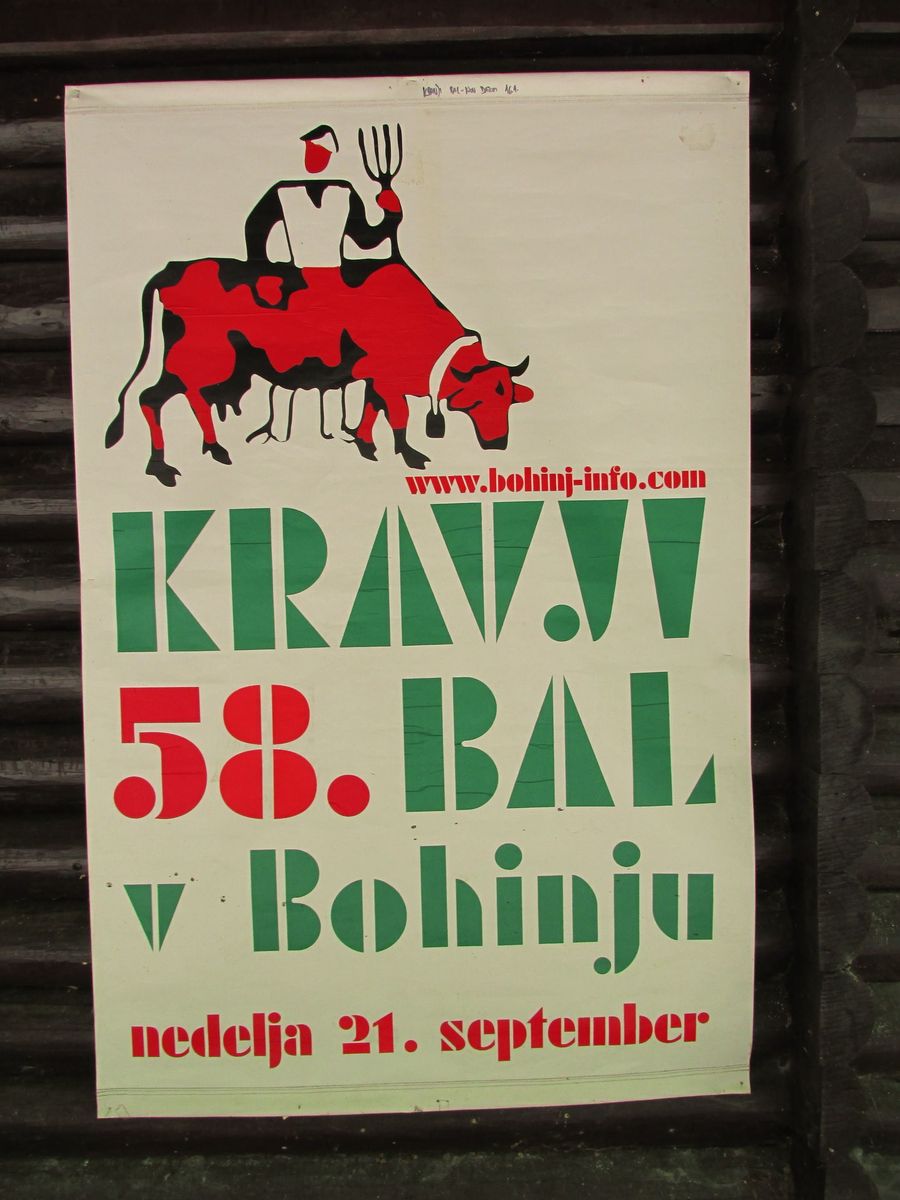 www.bohinj-info.com
KRAVJI
58. BAL
v Bohinju
nedelja 21. september